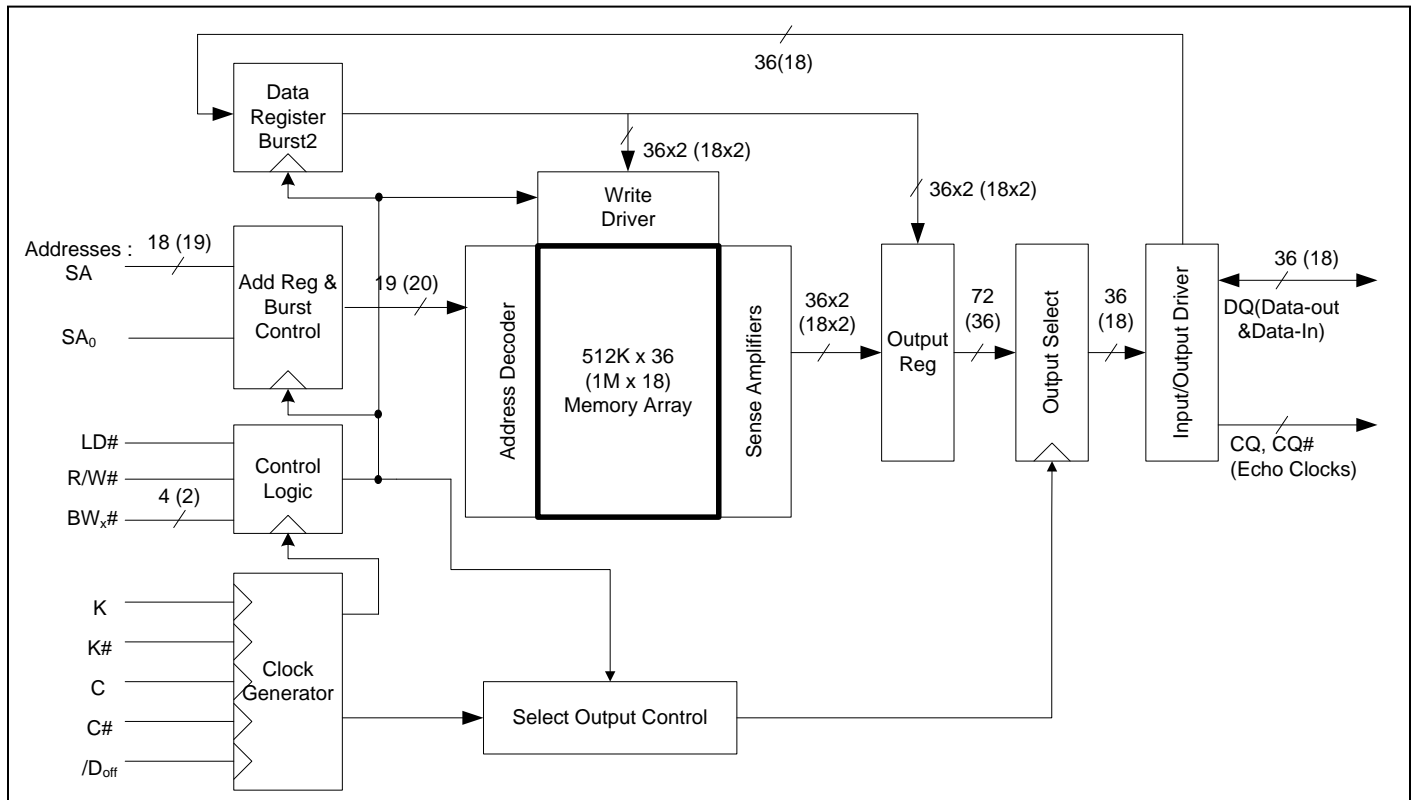 36(18)
Data
Register
Burst2
36x2 (18x2)
36x2 (18x2)
Write
Driver
Addresses :
SA
18 (19)
SA₀
Add Reg &
Burst
Control
19 (20)
Address Decoder
512K x 36
(1M x 18)
Memory Array
Sense Amplifiers
36x2
(18x2)
Output
Reg
72
(36)
Output Select
36
(18)
Input/Output Driver
36 (18)
DQ(Data-out
&Data-In)
CQ, CQ#
(Echo Clocks)
LD#
R/W#
4 (2)
BWₓ#
Control
Logic
K
K#
C
C#
/Doff
Clock
Generator
Select Output Control